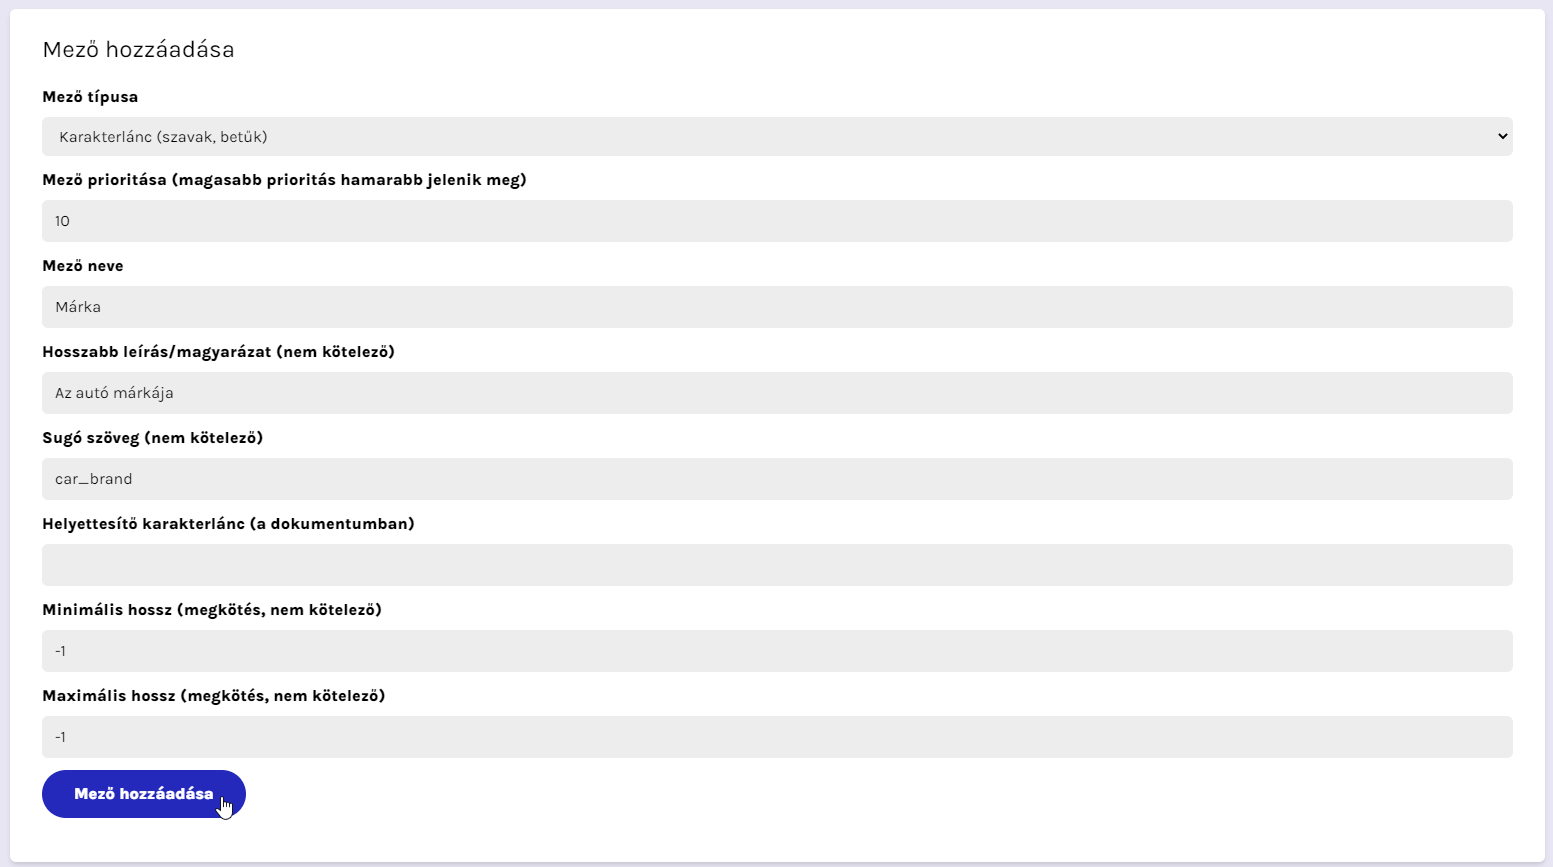 Mező hozzáadása
Mező típusa
Karakterlánc (szavak, betűk)
Mező prioritása (magasabb prioritás hamarabb jelenik meg)
10
Mező neve
Márka
Hosszabb leírás/magyarázat (nem kötelező)
Az autó márkája
Sugó szöveg (nem kötelező)
car_brand
Helyettesítő karakterlánc (a dokumentumban)
Minimális hossz (megkötés, nem kötelező)
-1
Maximális hossz (megkötés, nem kötelező)
-1
Mező hozzáadása